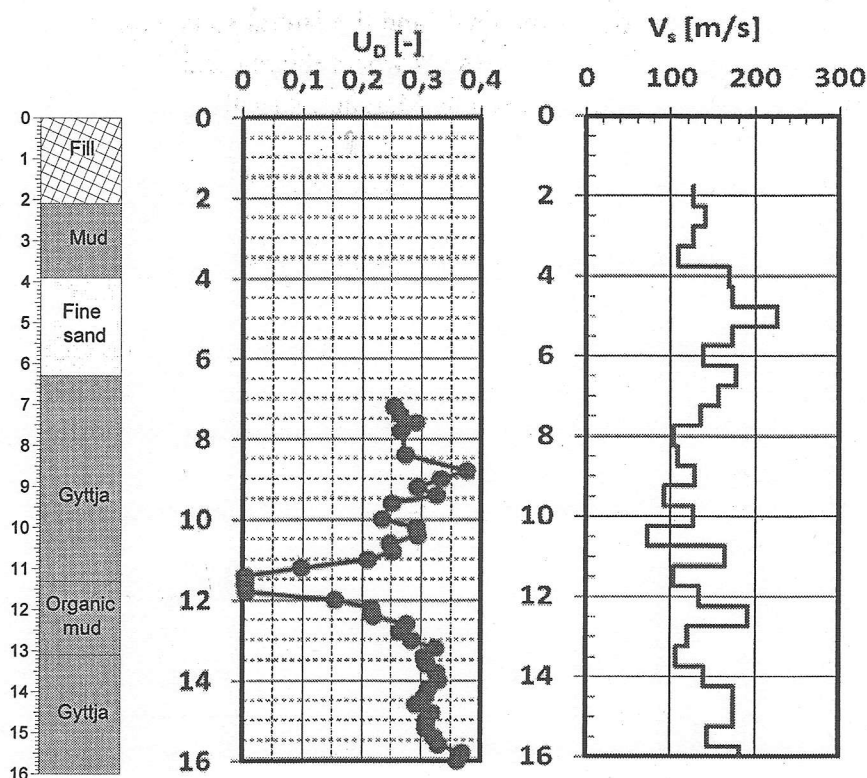 U_D [-]
V_s [m/s]
0 0,1 0,2 0,3 0,4
0 100 200 300
0
1
2
3
4
5
6
7
8
9
10
11
12
13
14
15
16
Fill
Mud
Fine
sand
Gyttja
Organic
mud
Gyttja
0
2
4
6
8
10
12
14
16
0
2
4
6
8
10
12
14
16